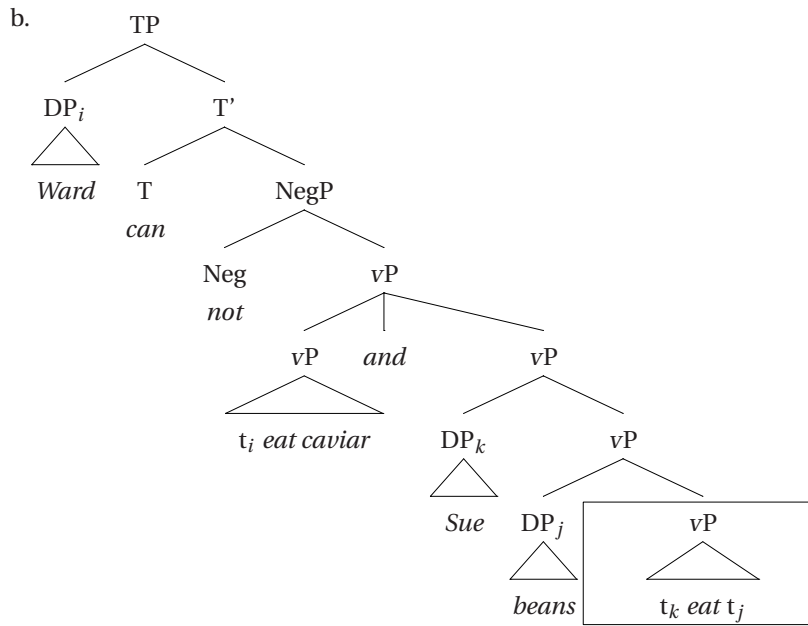 b.
TP
DPi T’
Ward T NegP
can
Neg vP
not
vP and vP
ti eat caviar DPk vP
Sue DPj vP
beans tk eat tj